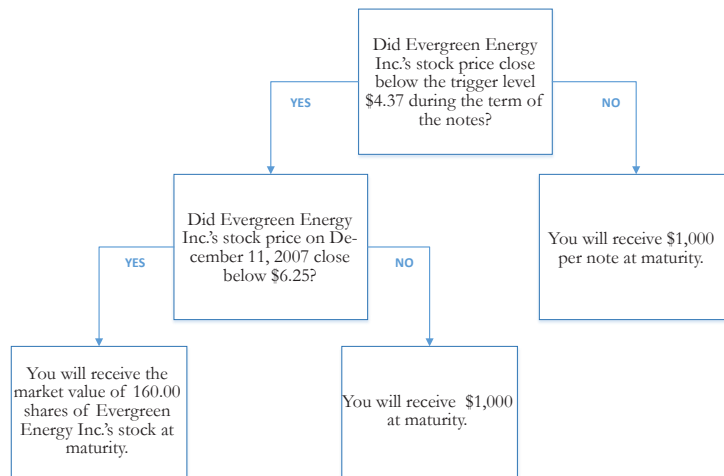 Did Evergreen Energy
Inc.'s stock price close
below the trigger level
$4.37 during the term of
the notes?
YES
NO
Did Evergreen Energy
Inc.'s stock price on De-
cember 11, 2007 close
below $6.25?
You will receive $1,000
per note at maturity.
YES
NO
You will receive the
market value of 160.00
shares of Evergreen
Energy Inc.'s stock at
maturity.
You will receive $1,000
at maturity.